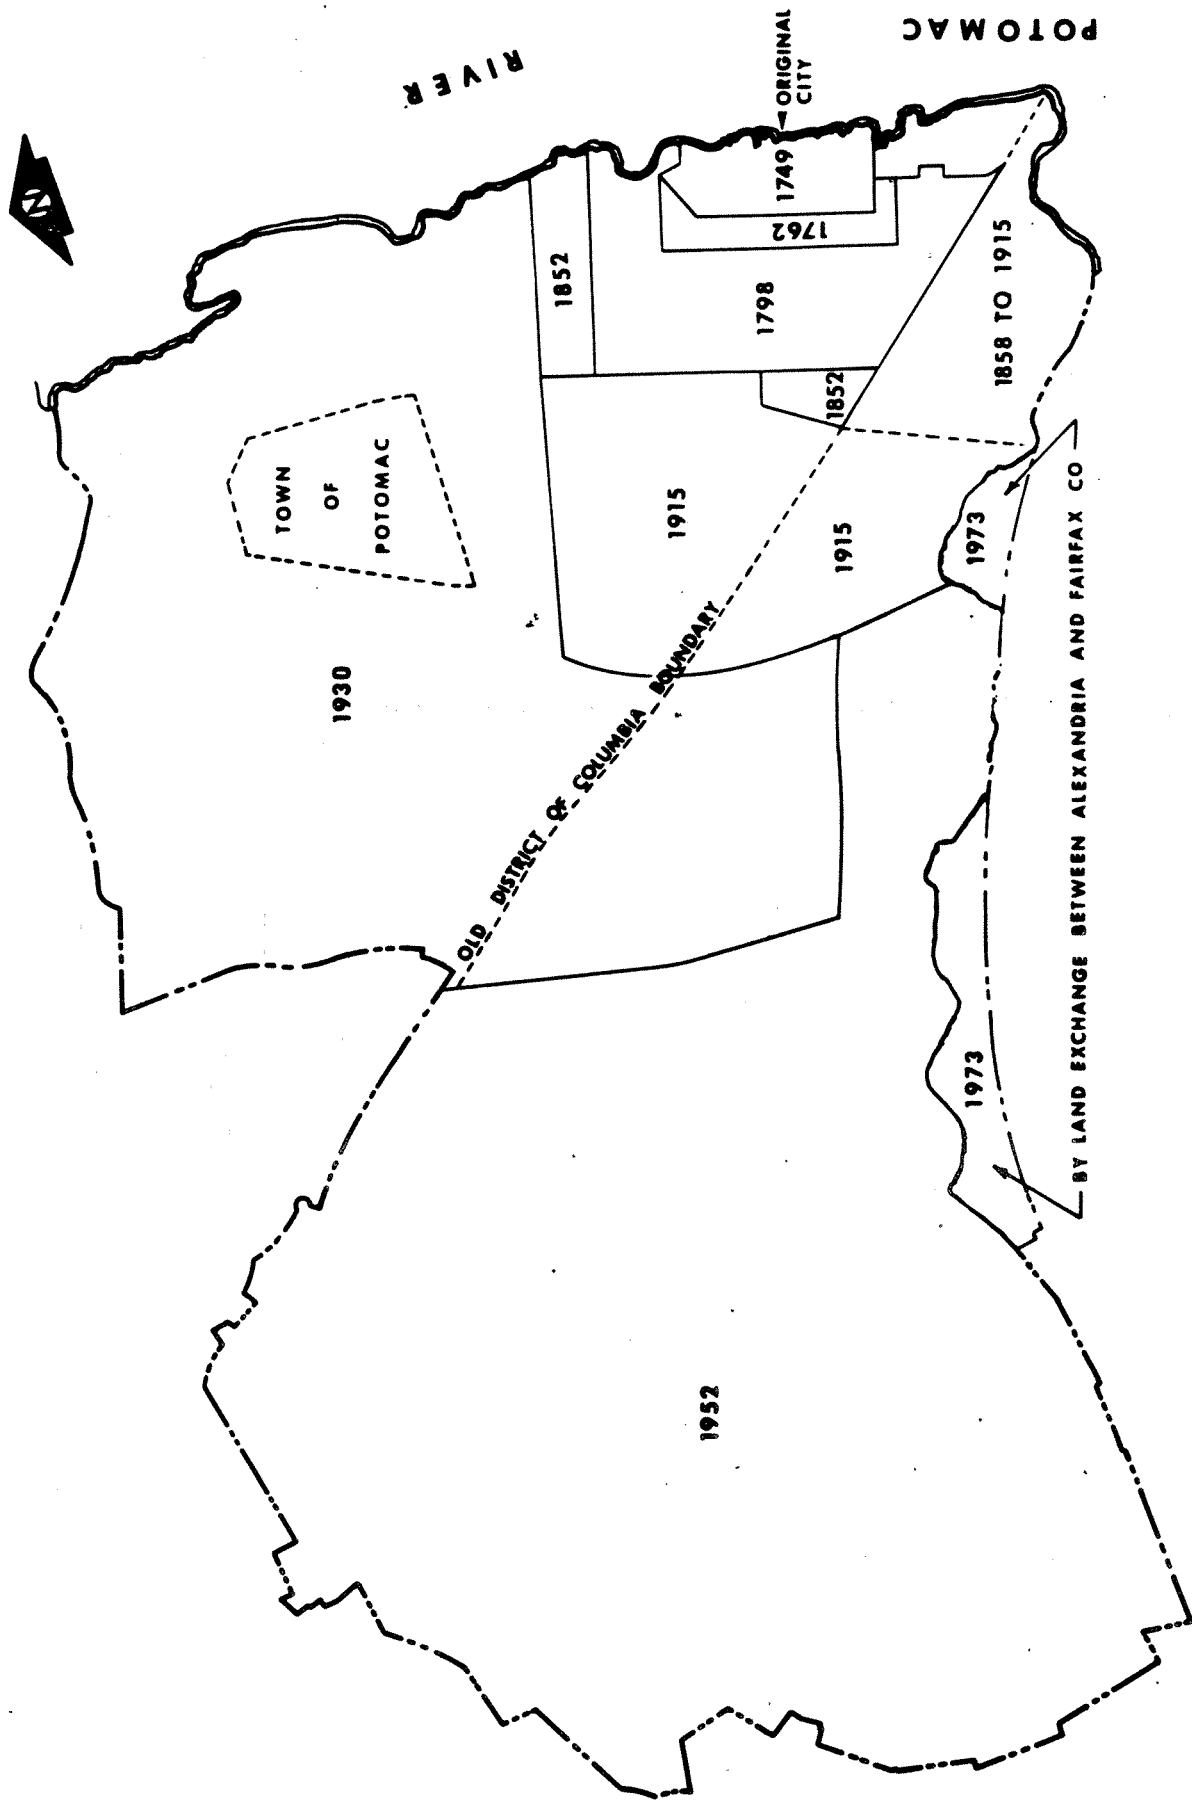 N
POTOMAC
RIVER
ORIGINAL
CITY
1749
1762
1798
1852
1852
1858 TO 1915
TOWN
OF
POTOMAC
1915
1915
1930
OLD DISTRICT OF COLUMBIA BOUNDARY
1973
1973
BY LAND EXCHANGE BETWEEN ALEXANDRIA AND FAIRFAX CO
1952